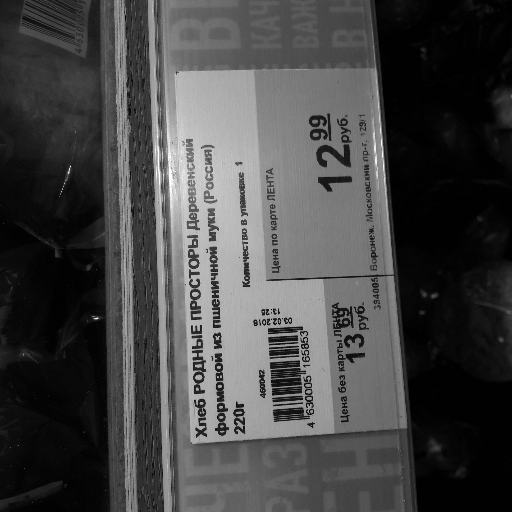 Хлеб РОДНЫЕ ПРОСТОРЫ Деревенский
формовой из пшеничной муки (Россия)
220г
Количество в упаковке 1
Цена по карте ЛЕНТА
12 99
руб.
460042
03.02.2018
13:25
4 630005 165853
Цена без карты ЛЕНТА
13 69
руб.
394065, Воронеж, Московский пр-т, 129/1